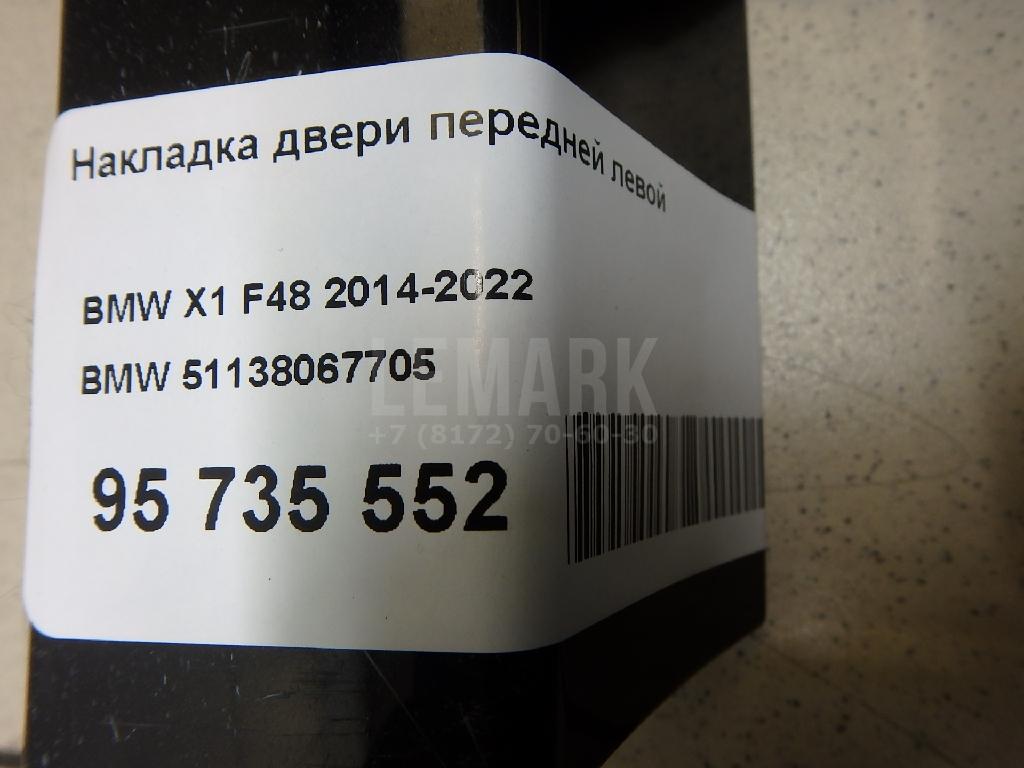 Накладка двери передней левой
BMW X1 F48 2014-2022
BMW 51138067705
LEMARK
+7 (8172) 70-60-30
95 735 552